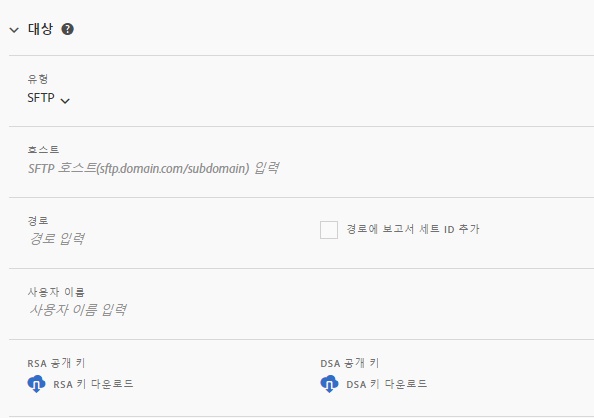 대상
유형
SFTP
호스트
SFTP 호스트(sftp.domain.com/subdomain) 입력
경로
경로 입력
경로에 보고서 세트 ID 추가
사용자 이름
사용자 이름 입력
RSA 공개 키
DSA 공개 키
RSA 키 다운로드
DSA 키 다운로드